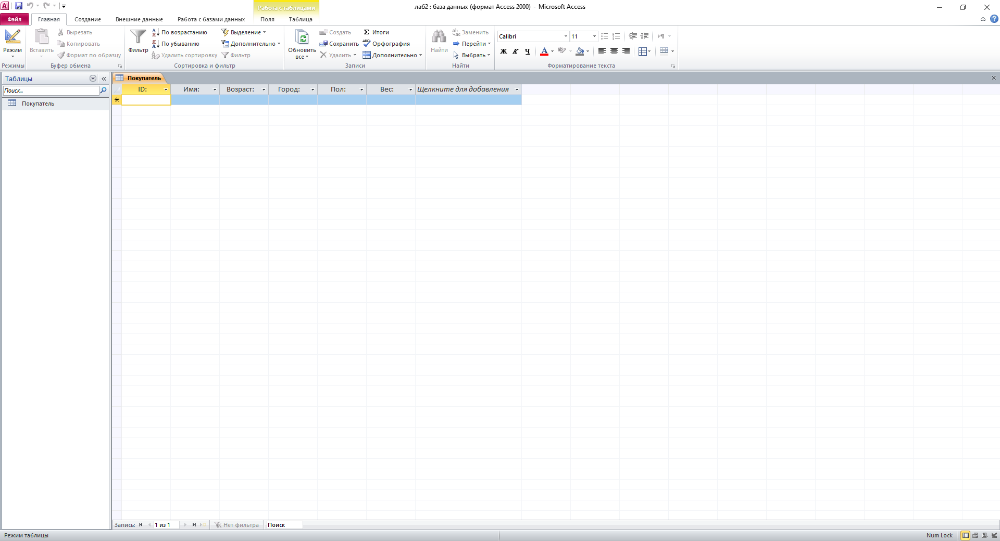 Работа с таблицами
лаб2 : база данных (формат Access 2000) - Microsoft Access
Файл Главная Создание Внешние данные Работа с базами данных Поля Таблица
Режим
Режимы
Вставить
Вырезать
Копировать
Формат по образцу
Буфер обмена
Фильтр
По возрастанию
По убыванию
Удалить сортировку
Выделение
Дополнительно
Фильтр
Сортировка и фильтр
Обновить
все
Создать
Сохранить
Удалить
Итоги
Орфография
Дополнительно
Записи
Найти
Заменить
Перейти
Выбрать
Найти
Calibri 11
Ж К Ч
Форматирование текста
Таблицы
Поиск...
Покупатель
Покупатель
ID: Имя: Возраст: Город: Пол: Вес: Щелкните для добавления
Запись: 1 из 1 Нет фильтра Поиск
Режим таблицы Num Lock